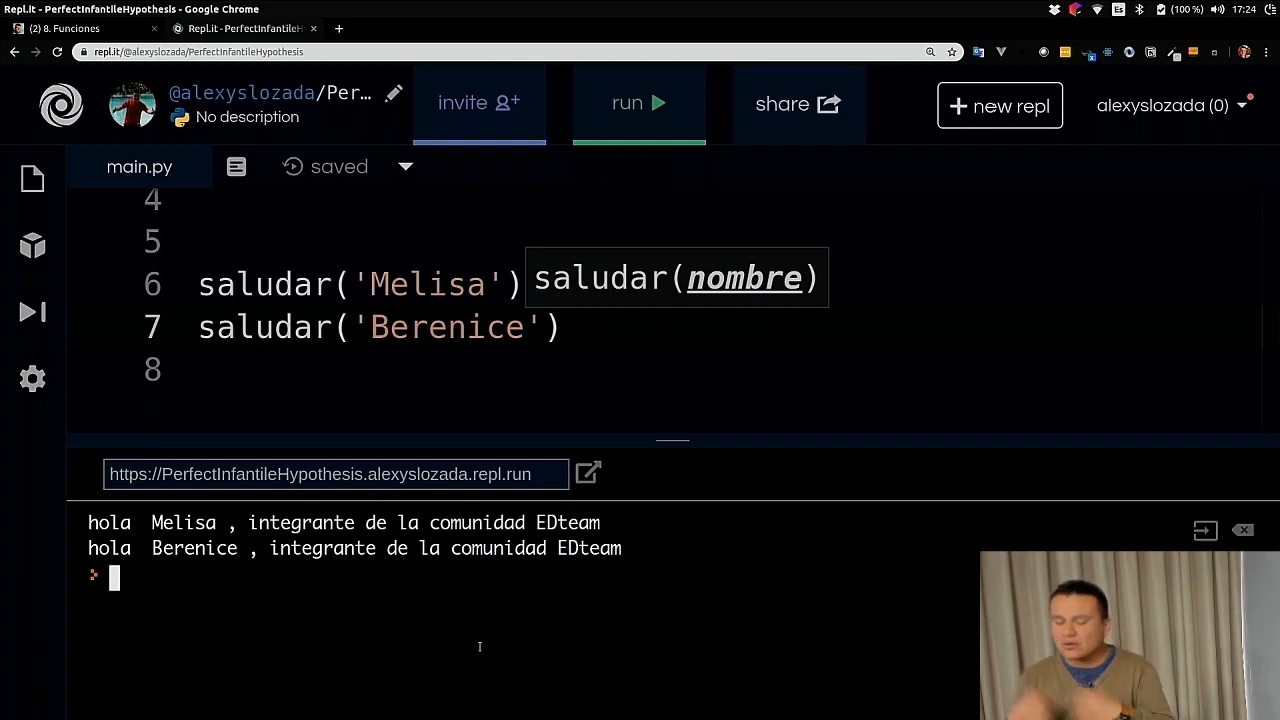 Repl.it - PerfectInfantileHypothesis - Google Chrome
Es
(100 %)
17:24
(2) 8. Funciones
Repl.it - PerfectInfantileH
repl.it/@alexyslozada/PerfectInfantileHypothesis
@alexyslozada/Per...
No description
invite
run
share
+ new repl
alexyslozada (0)
main.py
saved
4
5
6 saludar('Melisa')
saludar(nombre)
7 saludar('Berenice')
8
https://PerfectInfantileHypothesis.alexyslozada.repl.run
hola  Melisa , integrante de la comunidad EDteam
hola  Berenice , integrante de la comunidad EDteam